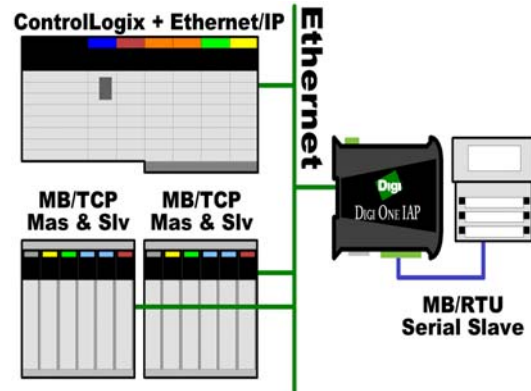 ControlLogix + Ethernet/IP
Ethernet
MB/TCP
Mas & Slv
MB/TCP
Mas & Slv
Digi
DIGI ONE IAP
MB/RTU
Serial Slave